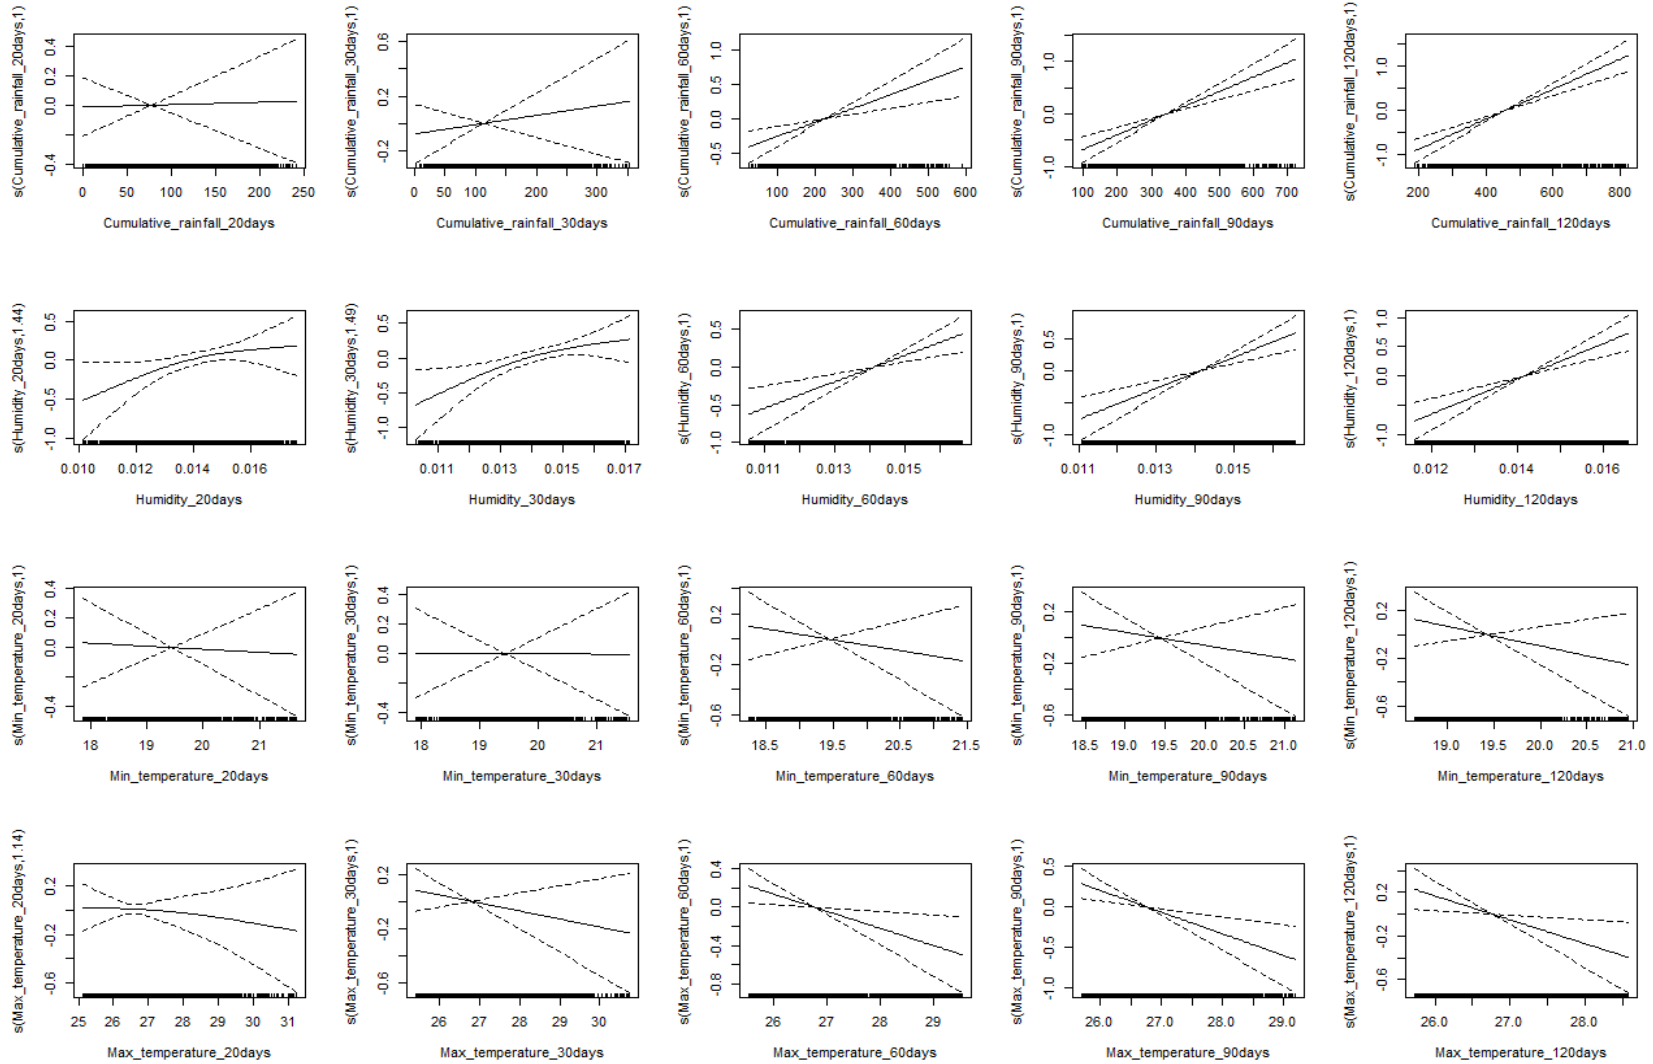 s(Cumulative_rainfall_20days,1)
0.4
0.2
0.0
-0.4
0 50 100 150 200 250
Cumulative_rainfall_20days
s(Cumulative_rainfall_30days,1)
0.6
0.2
-0.2
0 50 100 200 300
Cumulative_rainfall_30days
s(Cumulative_rainfall_60days,1)
1.0
0.5
0.0
-0.5
0 100 200 300 400 500 600
Cumulative_rainfall_60days
s(Cumulative_rainfall_90days,1)
1.0
0.0
-1.0
100 200 300 400 500 600 700
Cumulative_rainfall_90days
s(Cumulative_rainfall_120days,1)
1.0
0.0
-1.0
200 400 600 800
Cumulative_rainfall_120days
s(Humidity_20days,1.44)
0.5
0.0
-0.5
-1.0
0.010 0.012 0.014 0.016
Humidity_20days
s(Humidity_30days,1.49)
0.5
0.0
-0.5
-1.0
0.011 0.013 0.015 0.017
Humidity_30days
s(Humidity_60days,1)
0.5
0.0
-0.5
-1.0
0.011 0.013 0.015
Humidity_60days
s(Humidity_90days,1)
0.5
0.0
-1.0
0.011 0.013 0.015
Humidity_90days
s(Humidity_120days,1)
1.0
0.5
0.0
-1.0
0.012 0.014 0.016
Humidity_120days
s(Min_temperature_20days,1)
0.4
0.2
0.0
-0.4
18 19 20 21
Min_temperature_20days
s(Min_temperature_30days,1)
0.4
0.2
0.0
-0.4
18 19 20 21
Min_temperature_30days
s(Min_temperature_60days,1)
0.2
-0.2
-0.6
18.5 19.5 20.5 21.5
Min_temperature_60days
s(Min_temperature_90days,1)
0.2
-0.2
-0.6
18.5 19.0 19.5 20.0 20.5 21.0
Min_temperature_90days
s(Min_temperature_120days,1)
0.2
-0.2
-0.6
19.0 19.5 20.0 20.5 21.0
Min_temperature_120days
s(Max_temperature_20days,1.14)
0.2
-0.2
-0.6
25 26 27 28 29 30 31
Max_temperature_20days
s(Max_temperature_30days,1)
0.2
-0.2
-0.6
26 27 28 29 30
Max_temperature_30days
s(Max_temperature_60days,1)
0.4
0.0
-0.4
-0.8
26 27 28 29
Max_temperature_60days
s(Max_temperature_90days,1)
0.5
0.0
-0.5
-1.0
26.0 27.0 28.0 29.0
Max_temperature_90days
s(Max_temperature_120days,1)
0.2
-0.2
-0.6
26.0 27.0 28.0
Max_temperature_120days